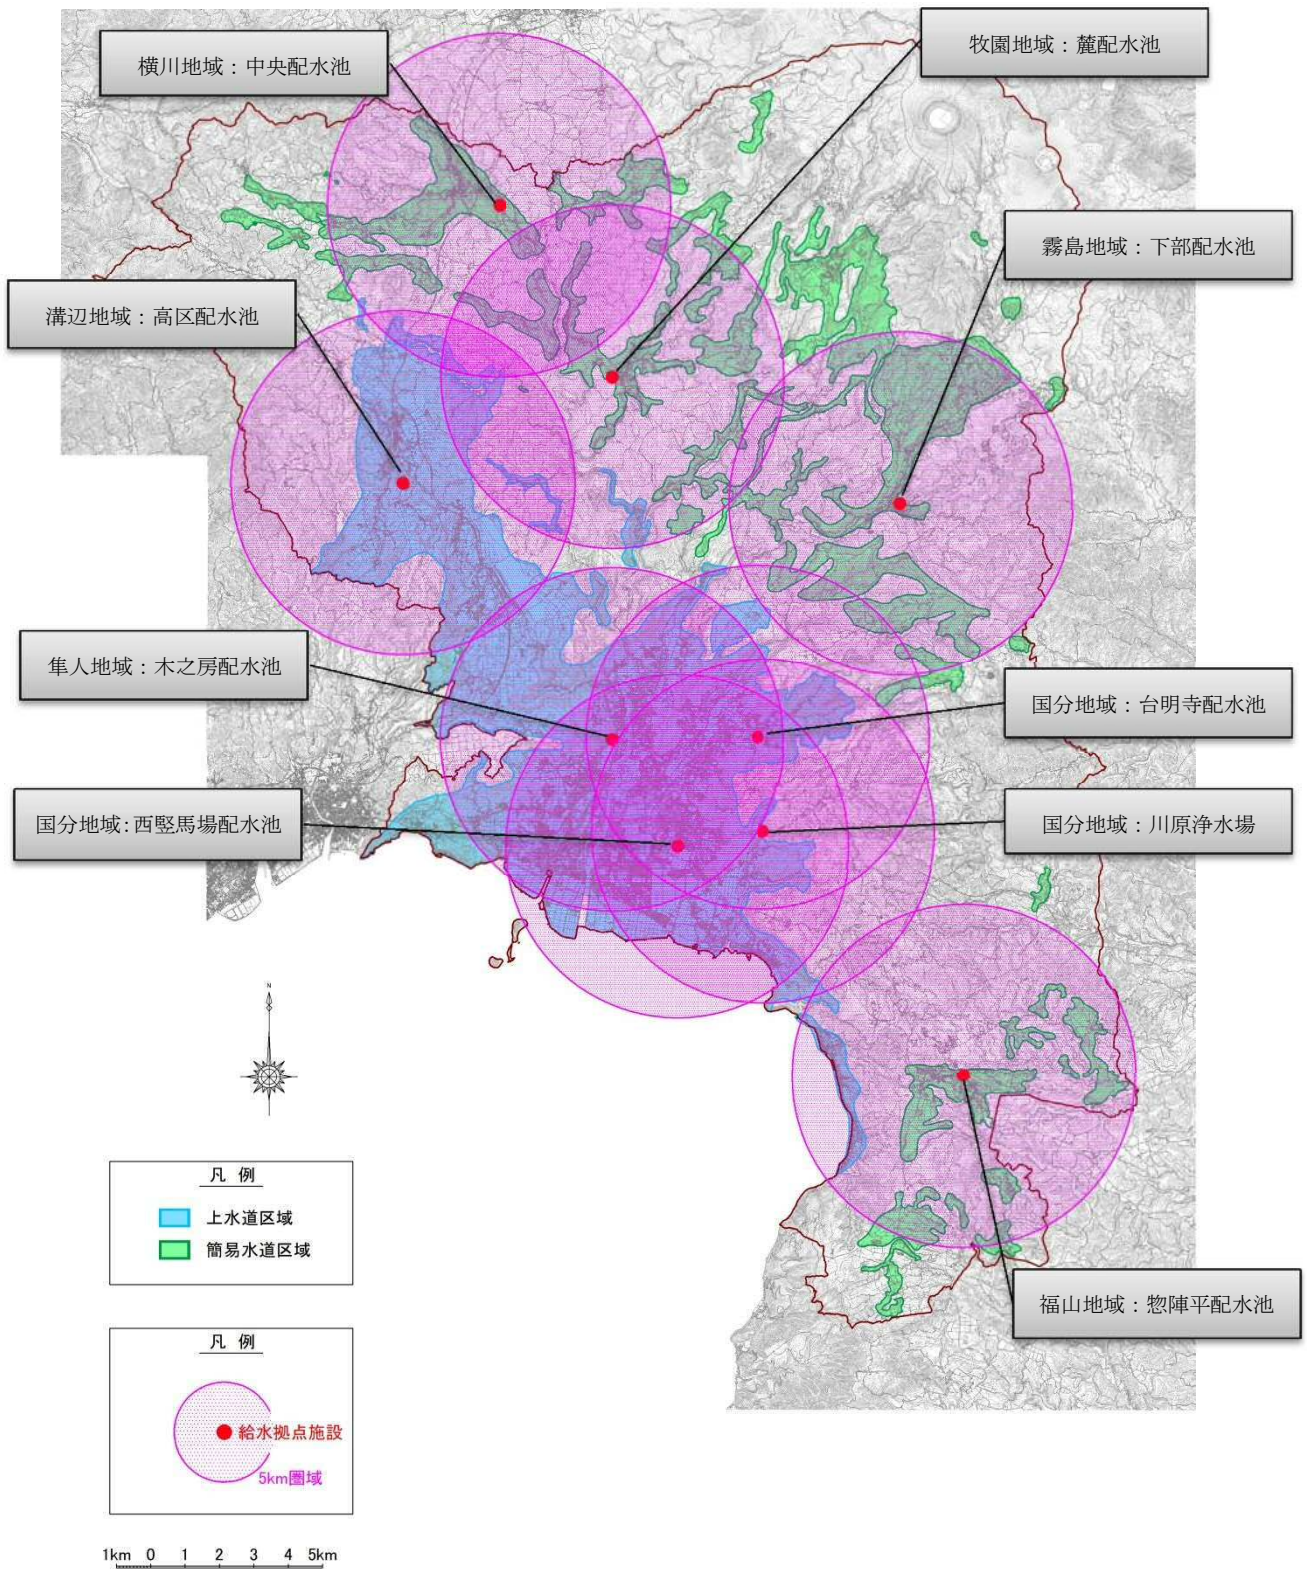 横川地域：中央配水池
牧園地域：麓配水池
霧島地域：下部配水池
溝辺地域：高区配水池
隼人地域：木之房配水池
国分地域：台明寺配水池
国分地域：西堅馬場配水池
国分地域：川原浄水場
福山地域：惣陣平配水池
N
凡 例
上水道区域
簡易水道区域
凡 例
給水拠点施設
5km圏域
1km 0 1 2 3 4 5km